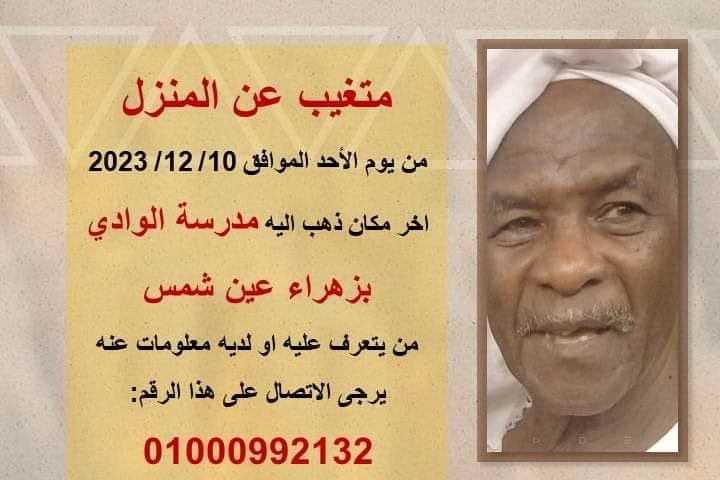 متغيب عن المنزل
من يوم الأحد الموافق 10/ 12/ 2023
اخر مكان ذهب اليه مدرسة الوادي
بزهراء عين شمس
من يتعرف عليه او لديه معلومات عنه
يرجى الاتصال على هذا الرقم:
01000992132